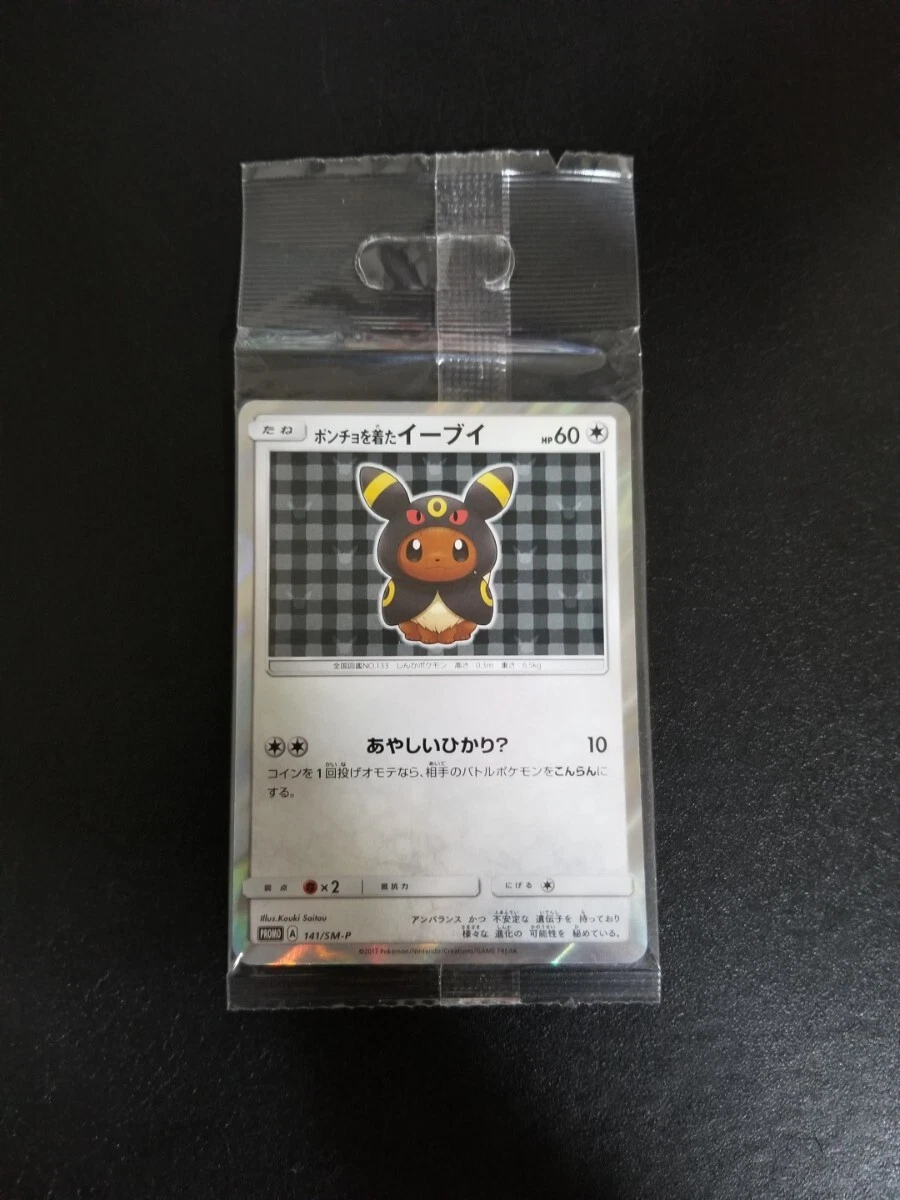 たね ポンチョを着たイーブイ HP60
全国図鑑NO.133 しんかポケモン 高さ:0.3m 重さ:6.5kg
あやしいひかり? 10
コインを1回投げオモテなら、相手のバトルポケモンをこんらんに
する。
弱点 ×2 抵抗力 にげる
Illus.Kouki Saitou
アンバランス かつ 不安定な 遺伝子を 持っており
様々な 進化の 可能性を 秘めている。
PROMO A 141/SM-P
©2017 Pokémon/Nintendo/Creatures/GAME FREAK